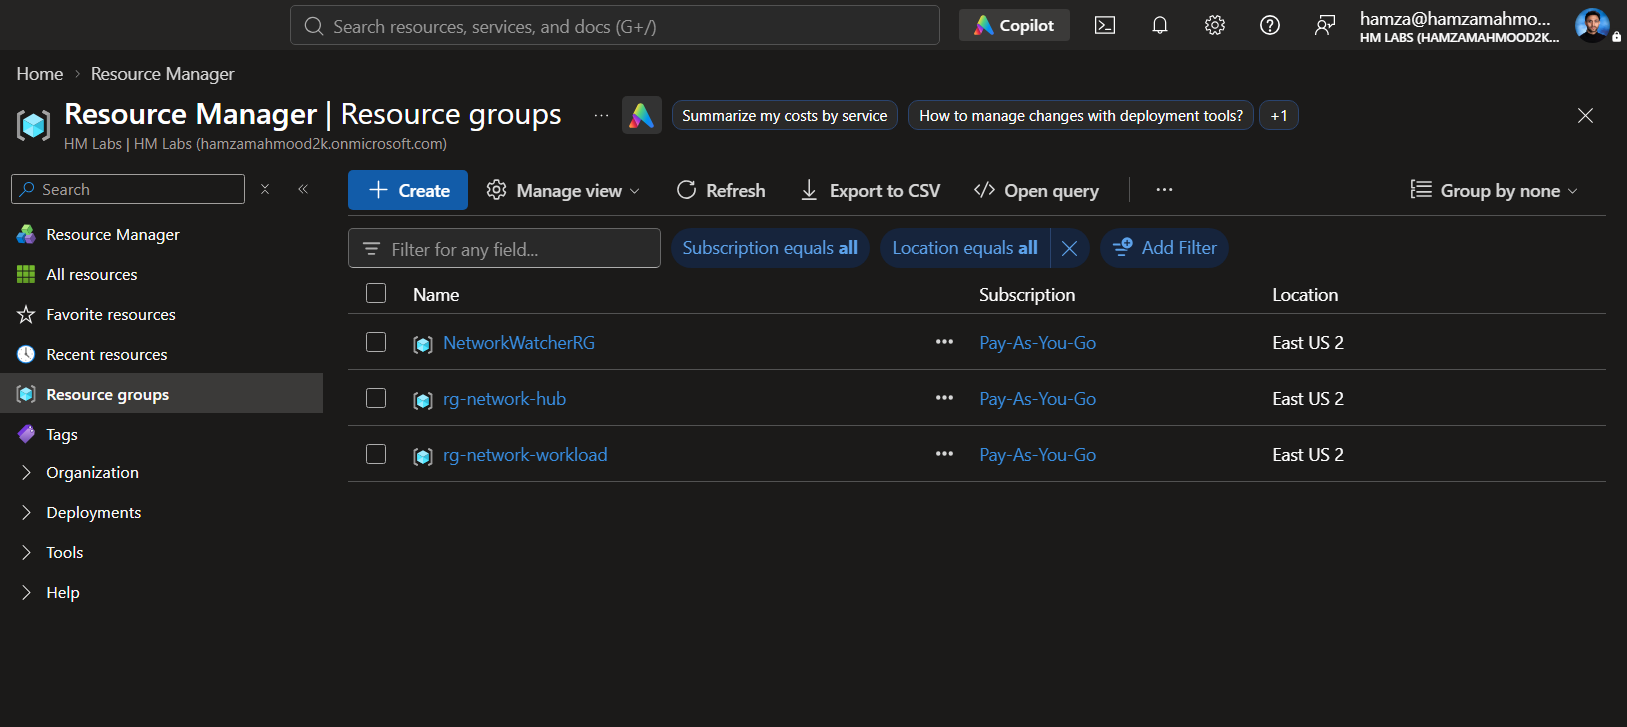 Search resources, services, and docs (G+/)
Copilot
hamza@hamzamahmo...
HM LABS (HAMZAMAHMOOD2K....
Home > Resource Manager
Resource Manager | Resource groups
...
Summarize my costs by service
How to manage changes with deployment tools?
+1
HM Labs | HM Labs (hamzamahmood2k.onmicrosoft.com)
Search
Create
Manage view
Refresh
Export to CSV
Open query
...
Group by none
Resource Manager
All resources
Favorite resources
Recent resources
Resource groups
Tags
Organization
Deployments
Tools
Help
Filter for any field...
Subscription equals all
Location equals all
Add Filter
Name Subscription Location
NetworkWatcherRG ... Pay-As-You-Go East US 2
rg-network-hub ... Pay-As-You-Go East US 2
rg-network-workload ... Pay-As-You-Go East US 2